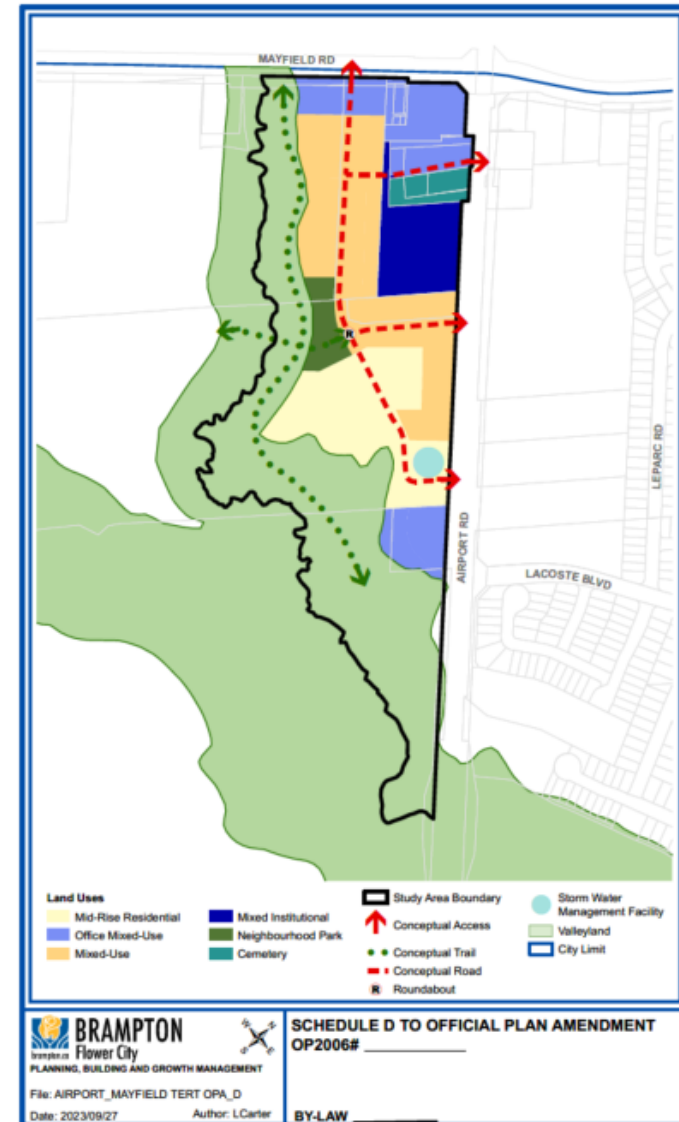 MAYFIELD RD
R
LEPARC RD
AIRPORT RD
LACOSTE BLVD
Land Uses
Mid-Rise Residential
Office Mixed-Use
Mixed-Use
Mixed Institutional
Neighbourhood Park
Cemetery
Study Area Boundary
Conceptual Access
Conceptual Trail
Conceptual Road
R Roundabout
Storm Water
Management Facility
Valleyland
City Limit
BRAMPTON
brampton.ca Flower City
PLANNING, BUILDING AND GROWTH MANAGEMENT
N
E
S
W
File: AIRPORT_MAYFIELD TERT OPA_D
Date: 2023/09/27 Author: LCarter
SCHEDULE D TO OFFICIAL PLAN AMENDMENT
OP2006# ___________
BY-LAW __________